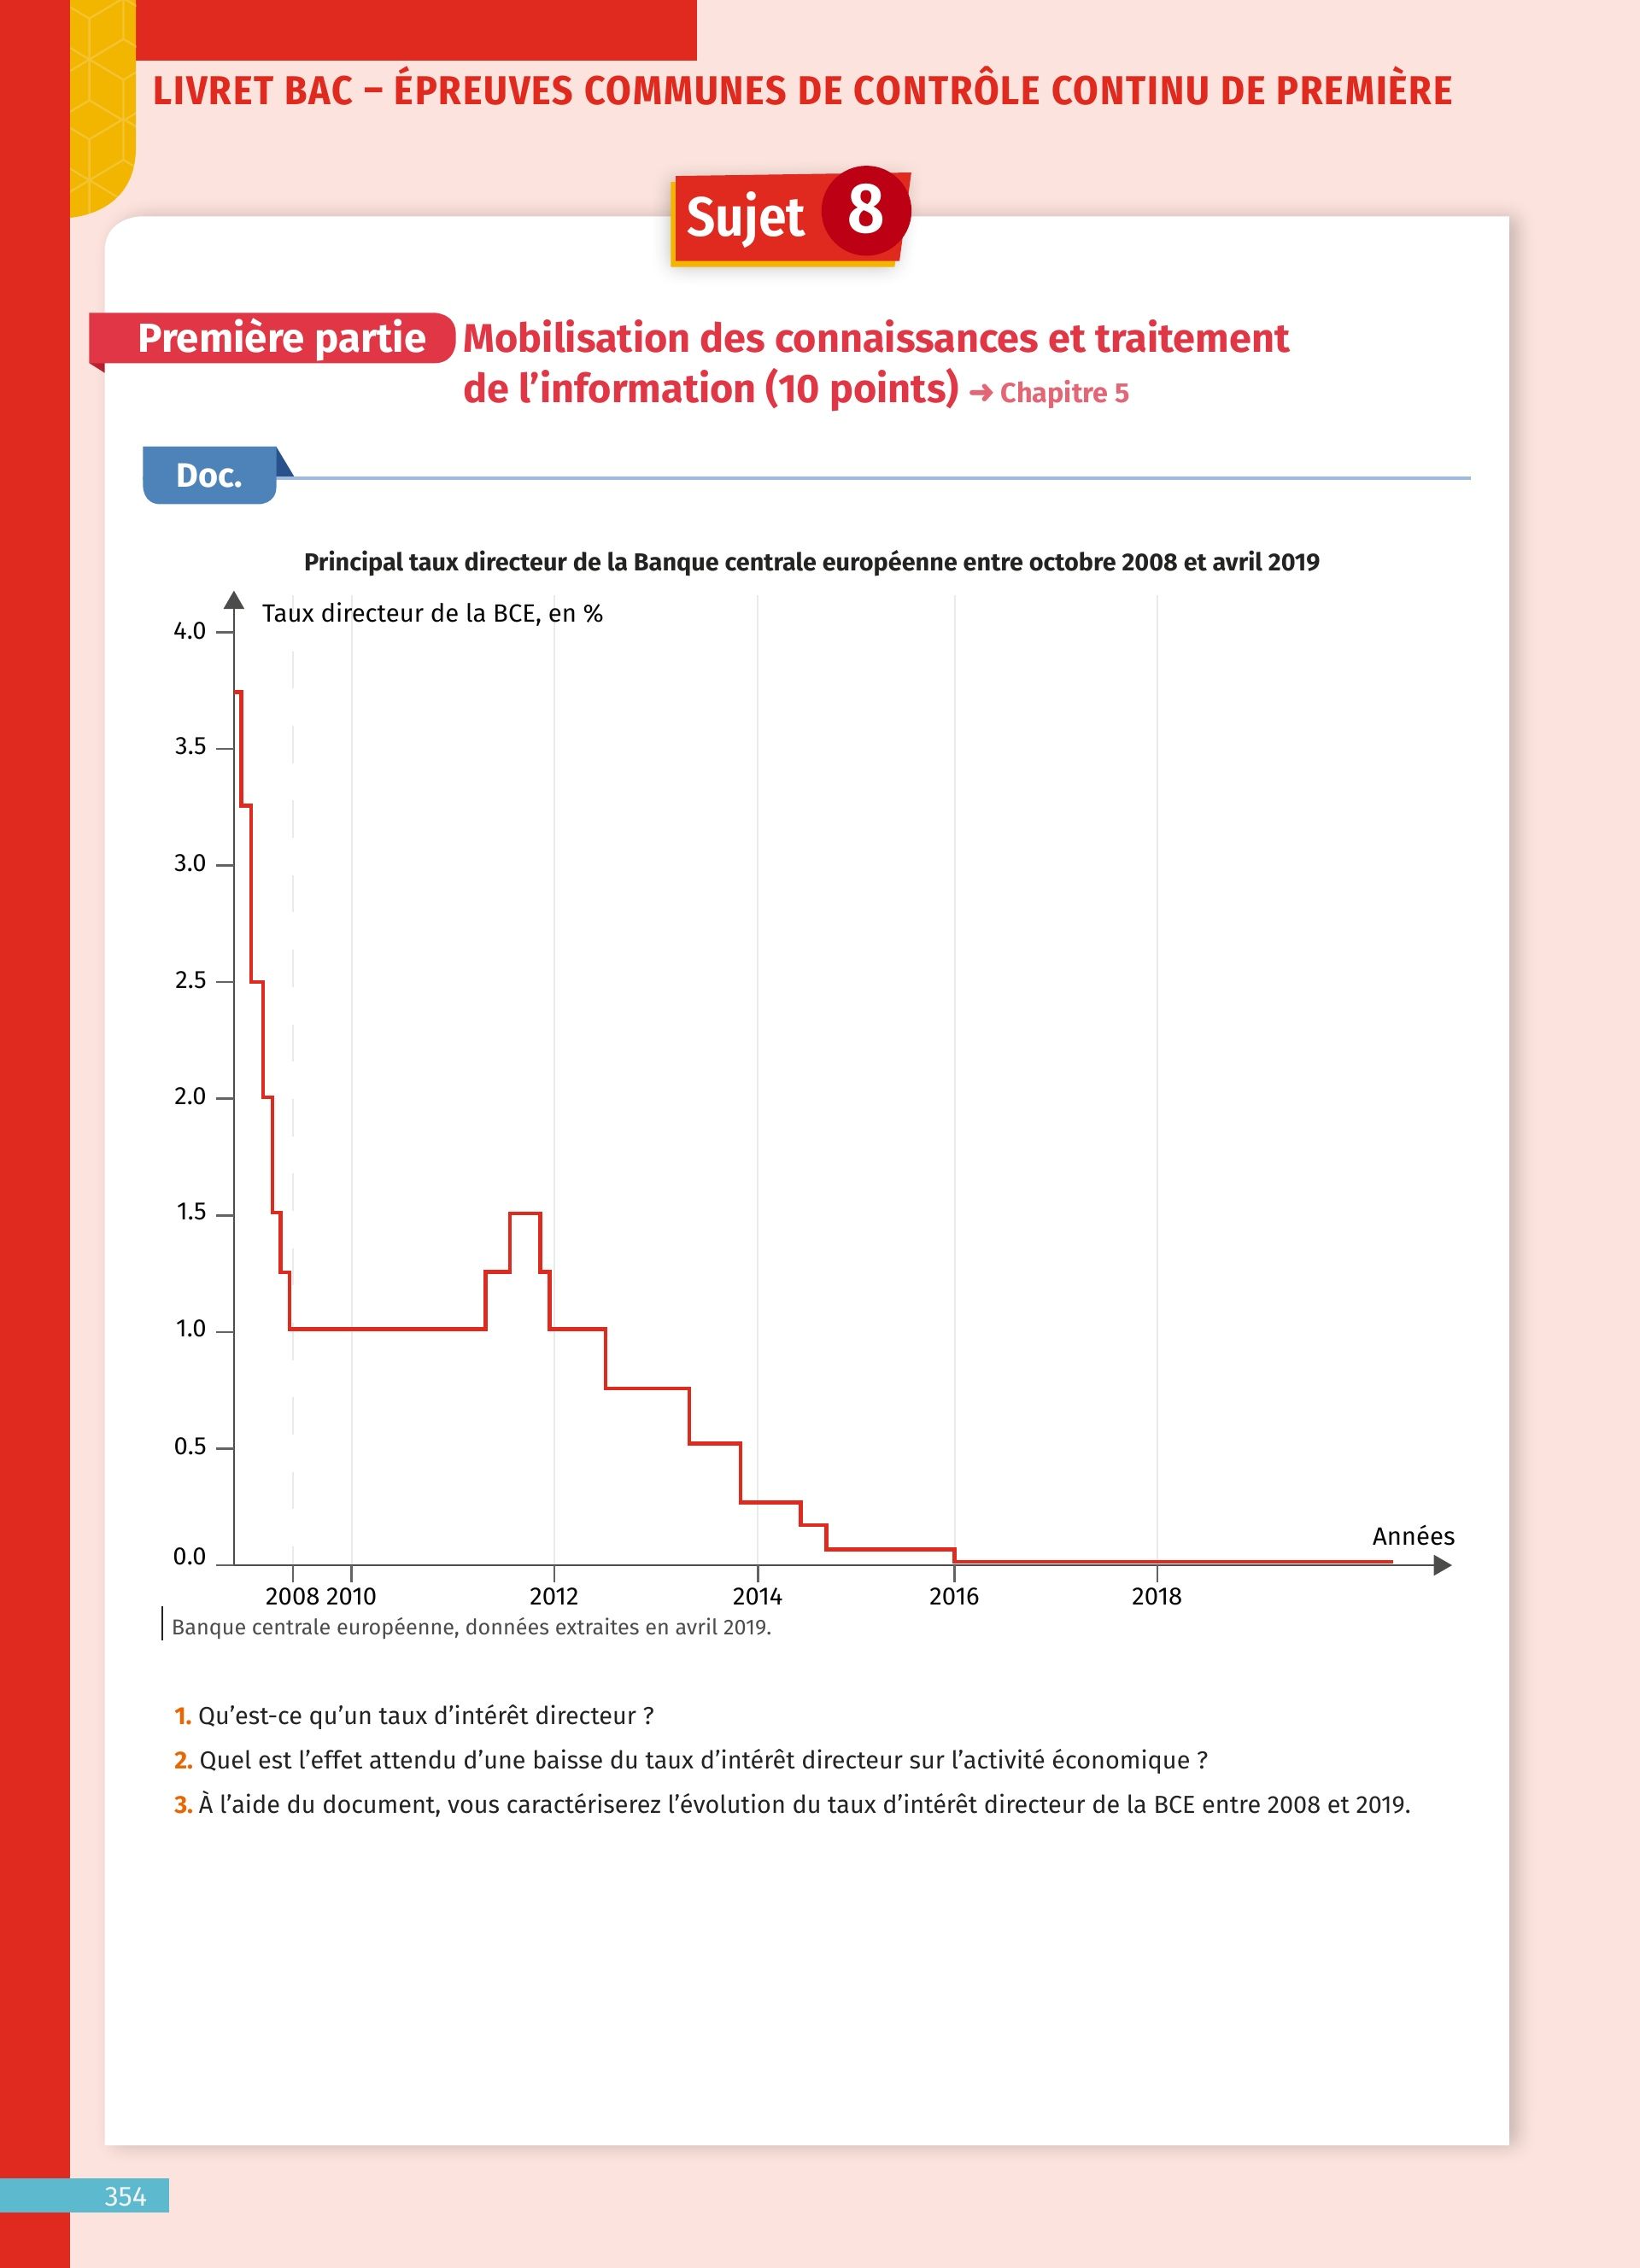 LIVRET BAC – ÉPREUVES COMMUNES DE CONTRÔLE CONTINU DE PREMIÈRE
Sujet 8
Première partie Mobilisation des connaissances et traitement
de l’information (10 points) ➜ Chapitre 5
Doc.
Principal taux directeur de la Banque centrale européenne entre octobre 2008 et avril 2019
Taux directeur de la BCE, en %
4.0
3.5
3.0
2.5
2.0
1.5
1.0
0.5
0.0
Années
2008 2010 2012 2014 2016 2018
Banque centrale européenne, données extraites en avril 2019.
1. Qu’est-ce qu’un taux d’intérêt directeur ?
2. Quel est l’effet attendu d’une baisse du taux d’intérêt directeur sur l’activité économique ?
3. À l’aide du document, vous caractériserez l’évolution du taux d’intérêt directeur de la BCE entre 2008 et 2019.
354